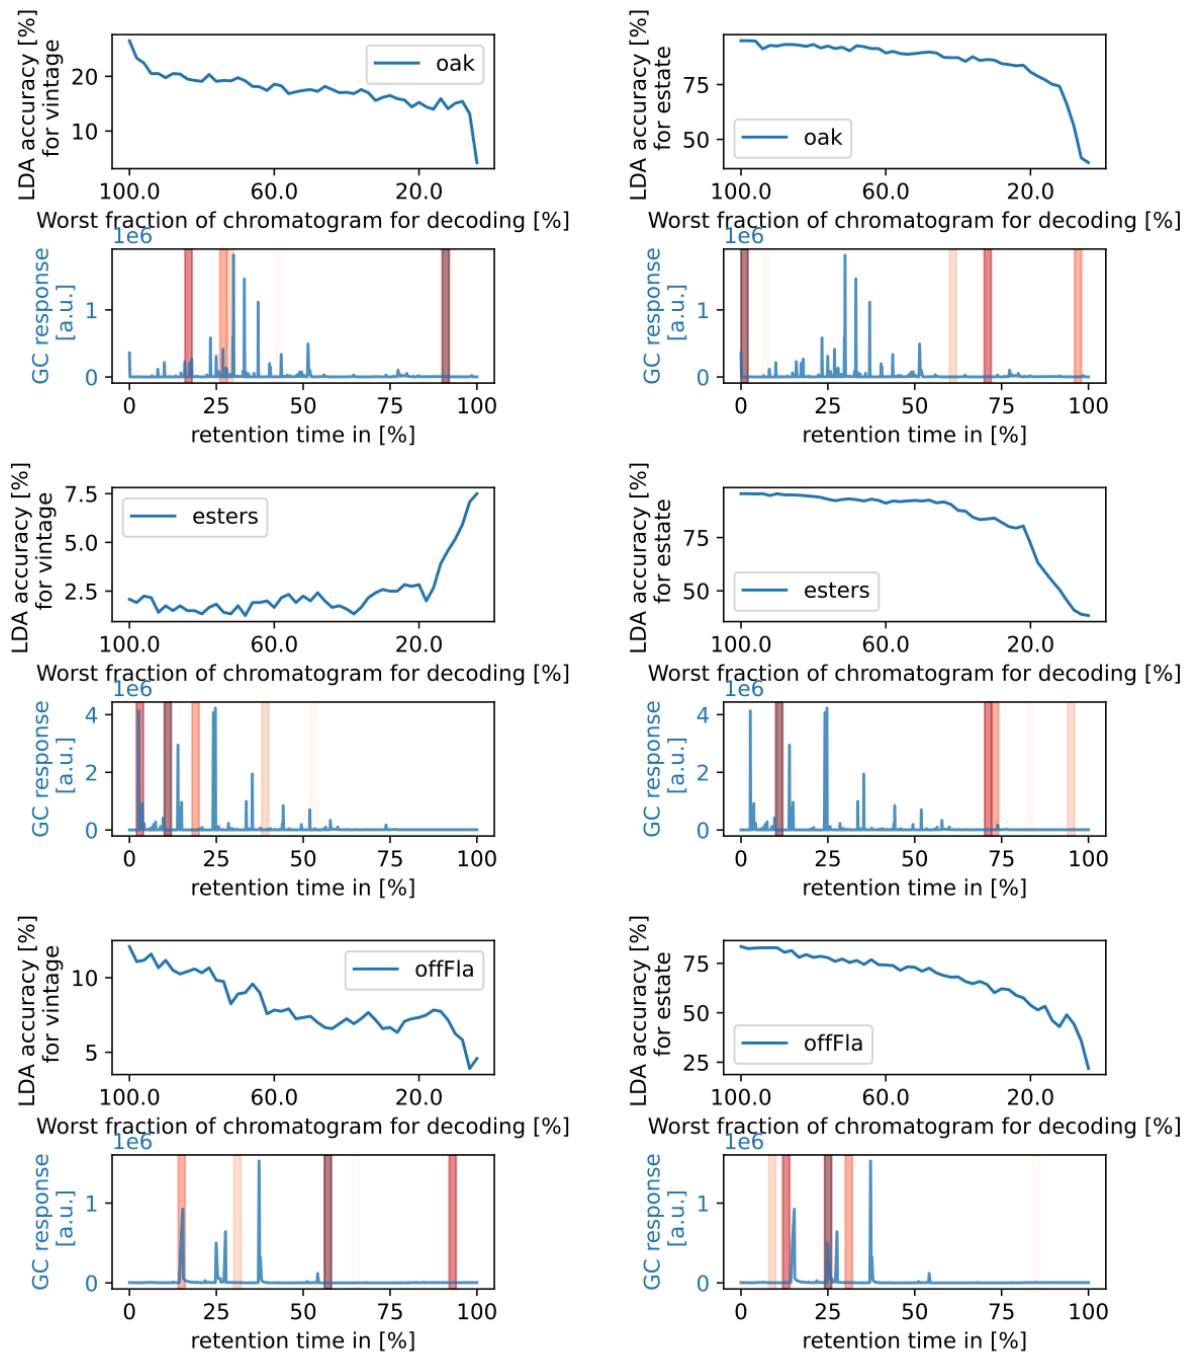 LDA accuracy [%]
for vintage
20
10
oak
100.0 60.0 20.0
Worst fraction of chromatogram for decoding [%]
LDA accuracy [%]
for estate
75
50
oak
100.0 60.0 20.0
Worst fraction of chromatogram for decoding [%]
1e6
GC response
[a.u.]
1
0
0 25 50 75 100
retention time in [%]
1e6
GC response
[a.u.]
1
0
0 25 50 75 100
retention time in [%]
LDA accuracy [%]
for vintage
7.5
5.0
2.5
esters
100.0 60.0 20.0
Worst fraction of chromatogram for decoding [%]
LDA accuracy [%]
for estate
75
50
esters
100.0 60.0 20.0
Worst fraction of chromatogram for decoding [%]
1e6
GC response
[a.u.]
4
2
0
0 25 50 75 100
retention time in [%]
1e6
GC response
[a.u.]
4
2
0
0 25 50 75 100
retention time in [%]
LDA accuracy [%]
for vintage
10
5
offFla
100.0 60.0 20.0
Worst fraction of chromatogram for decoding [%]
LDA accuracy [%]
for estate
75
50
25
offFla
100.0 60.0 20.0
Worst fraction of chromatogram for decoding [%]
1e6
GC response
[a.u.]
1
0
0 25 50 75 100
retention time in [%]
1e6
GC response
[a.u.]
1
0
0 25 50 75 100
retention time in [%]